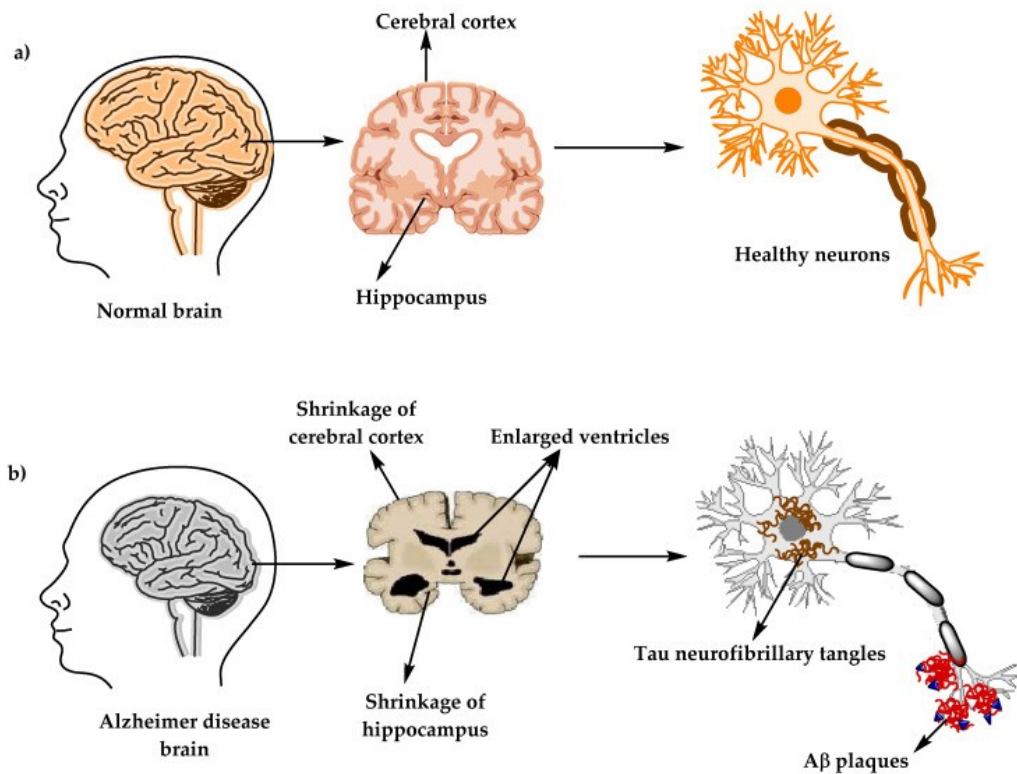 a)
Cerebral cortex
Hippocampus
Normal brain
Healthy neurons
b)
Shrinkage of
cerebral cortex
Enlarged ventricles
Tau neurofibrillary tangles
Shrinkage of
hippocampus
Alzheimer disease
brain
Aβ plaques